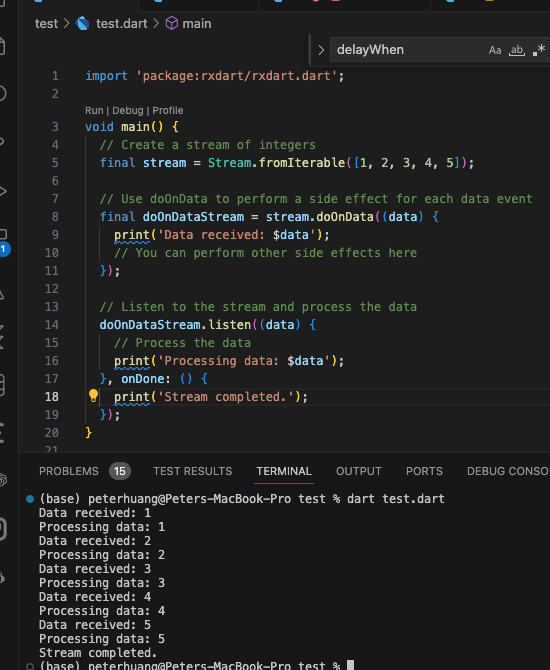 test > test.dart > main
delayWhen Aa ab .*
1 import 'package:rxdart/rxdart.dart';
2
Run | Debug | Profile
3 void main() {
4 // Create a stream of integers
5 final stream = Stream.fromIterable([1, 2, 3, 4, 5]);
6
7 // Use doOnData to perform a side effect for each data event
8 final doOnDataStream = stream.doOnData((data) {
9 print('Data received: $data');
10 // You can perform other side effects here
11 });
12
13 // Listen to the stream and process the data
14 doOnDataStream.listen((data) {
15 // Process the data
16 print('Processing data: $data');
17 }, onDone: () {
18 print('Stream completed.');
19 });
20 }
21
1
PROBLEMS 15 TEST RESULTS TERMINAL OUTPUT PORTS DEBUG CONSO
(base) peterhuang@Peters-MacBook-Pro test % dart test.dart
Data received: 1
Processing data: 1
Data received: 2
Processing data: 2
Data received: 3
Processing data: 3
Data received: 4
Processing data: 4
Data received: 5
Processing data: 5
Stream completed.
(base) peterhuang@Peters-MacBook-Pro test %